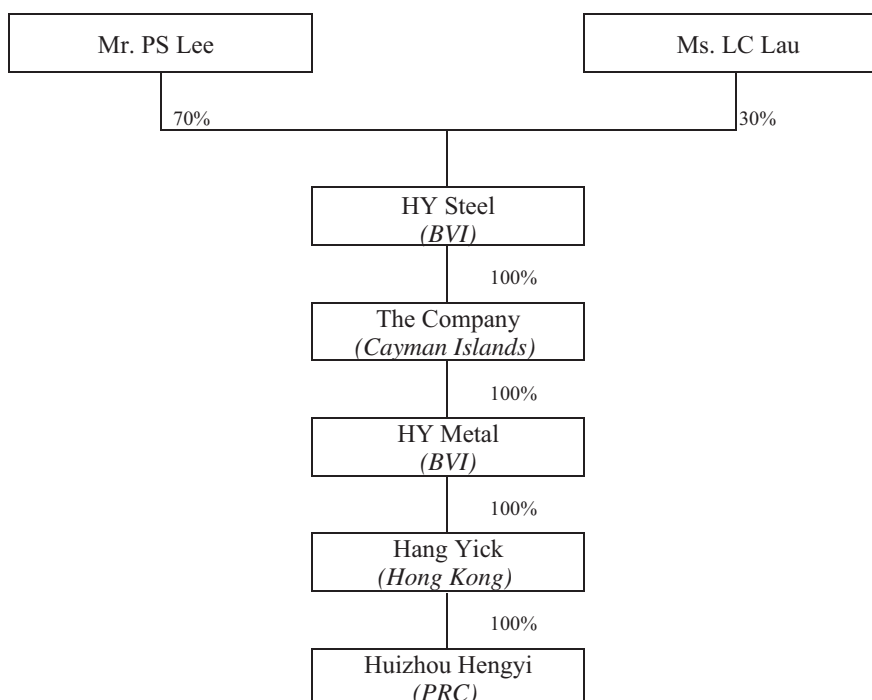 Mr. PS Lee
Ms. LC Lau
70%
30%
HY Steel
(BVI)
100%
The Company
(Cayman Islands)
100%
HY Metal
(BVI)
100%
Hang Yick
(Hong Kong)
100%
Huizhou Hengyi
(PRC)